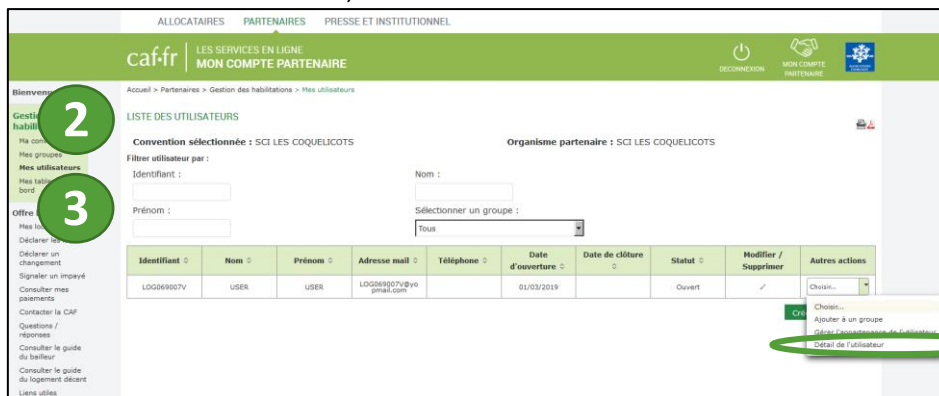 ALLOCATAIRES PARTENAIRES PRESSE ET INSTITUTIONNEL
caf.fr LES SERVICES EN LIGNE
MON COMPTE PARTENAIRE
DECONNEXION
MON COMPTE
PARTENAIRE
Accueil > Partenaires > Gestion des habilitations > Mes utilisateurs
2
Ma
Mes groupes
Mes utilisateurs
Mes
bord
3
Offre
Mes
Déclarer
Déclarer un
changement
Signaler un impayé
Consulter mes
paiements
Contacter la CAF
Questions /
réponses
Consulter le guide
du bailleur
Consulter le guide
du logement décent
Liens utiles
LISTE DES UTILISATEURS
Convention sélectionnée : SCI LES COQUELICOTS Organisme partenaire : SCI LES COQUELICOTS
Filtrer utilisateur par :
Identifiant : Nom :
Prénom : Sélectionner un groupe :
Tous
Identifiant Nom Prénom Adresse mail Téléphone Date d'ouverture Date de clôture Statut Modifier / Supprimer Autres actions
LOG069007V USER USER LOG069007V@yopmail.com 01/03/2019 Ouvert Choisir...
Choisir...
Ajouter à un groupe
Gérer l'appartenance de l'utilisateur
Détail de l'utilisateur